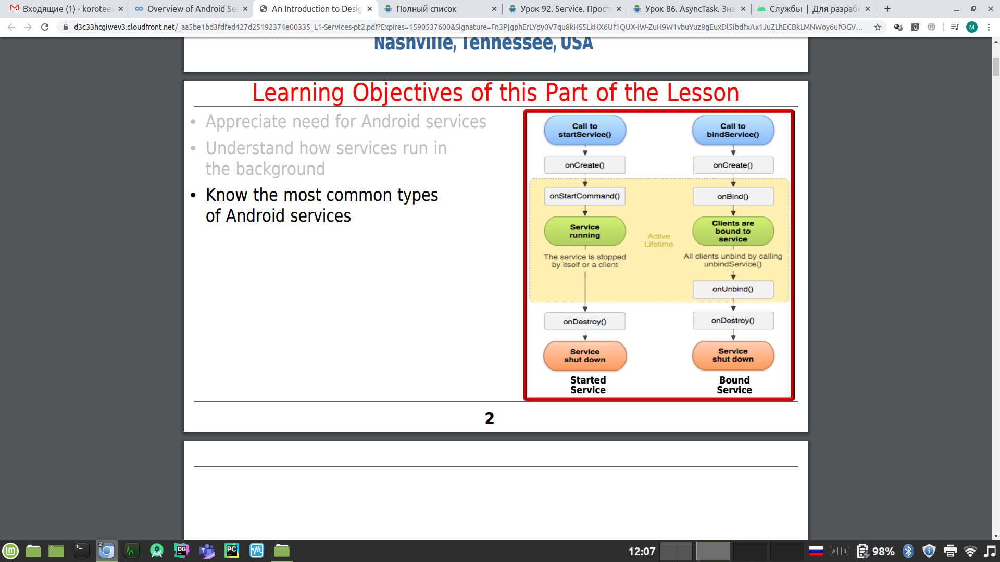 Входящие (1) - korotee
Overview of Android Se
An Introduction to Desig
Полный список
Урок 92. Service. Прост
Урок 86. AsyncTask. Зна
Службы | Для разраб
d3c33hcgiwev3.cloudfront.net/_aa5be1bd3fdfed427d25192374e00335_L1-Services-pt2.pdf?Expires=1590537600&Signature=Fn3PjgphErLYdy0V7qu8kHS5LkHX6Uf1QUX-iW-ZuH9W1vbuYuz8gEuxDl5ibdfxAx1JuZLhECBkLMNWoy6ufOGV...
M
Nashville, Tennessee, USA
Learning Objectives of this Part of the Lesson
• Appreciate need for Android services
• Understand how services run in
the background
• Know the most common types
of Android services
Call to
startService()
onCreate()
onStartCommand()
Service
running
The service is stopped
by itself or a client
onDestroy()
Service
shut down
Started
Service
Active
Lifetime
Call to
bindService()
onCreate()
onBind()
Clients are
bound to
service
All clients unbind by calling
unbindService()
onUnbind()
onDestroy()
Service
shut down
Bound
Service
2
2
DG
PC
12:07
A
1
98%